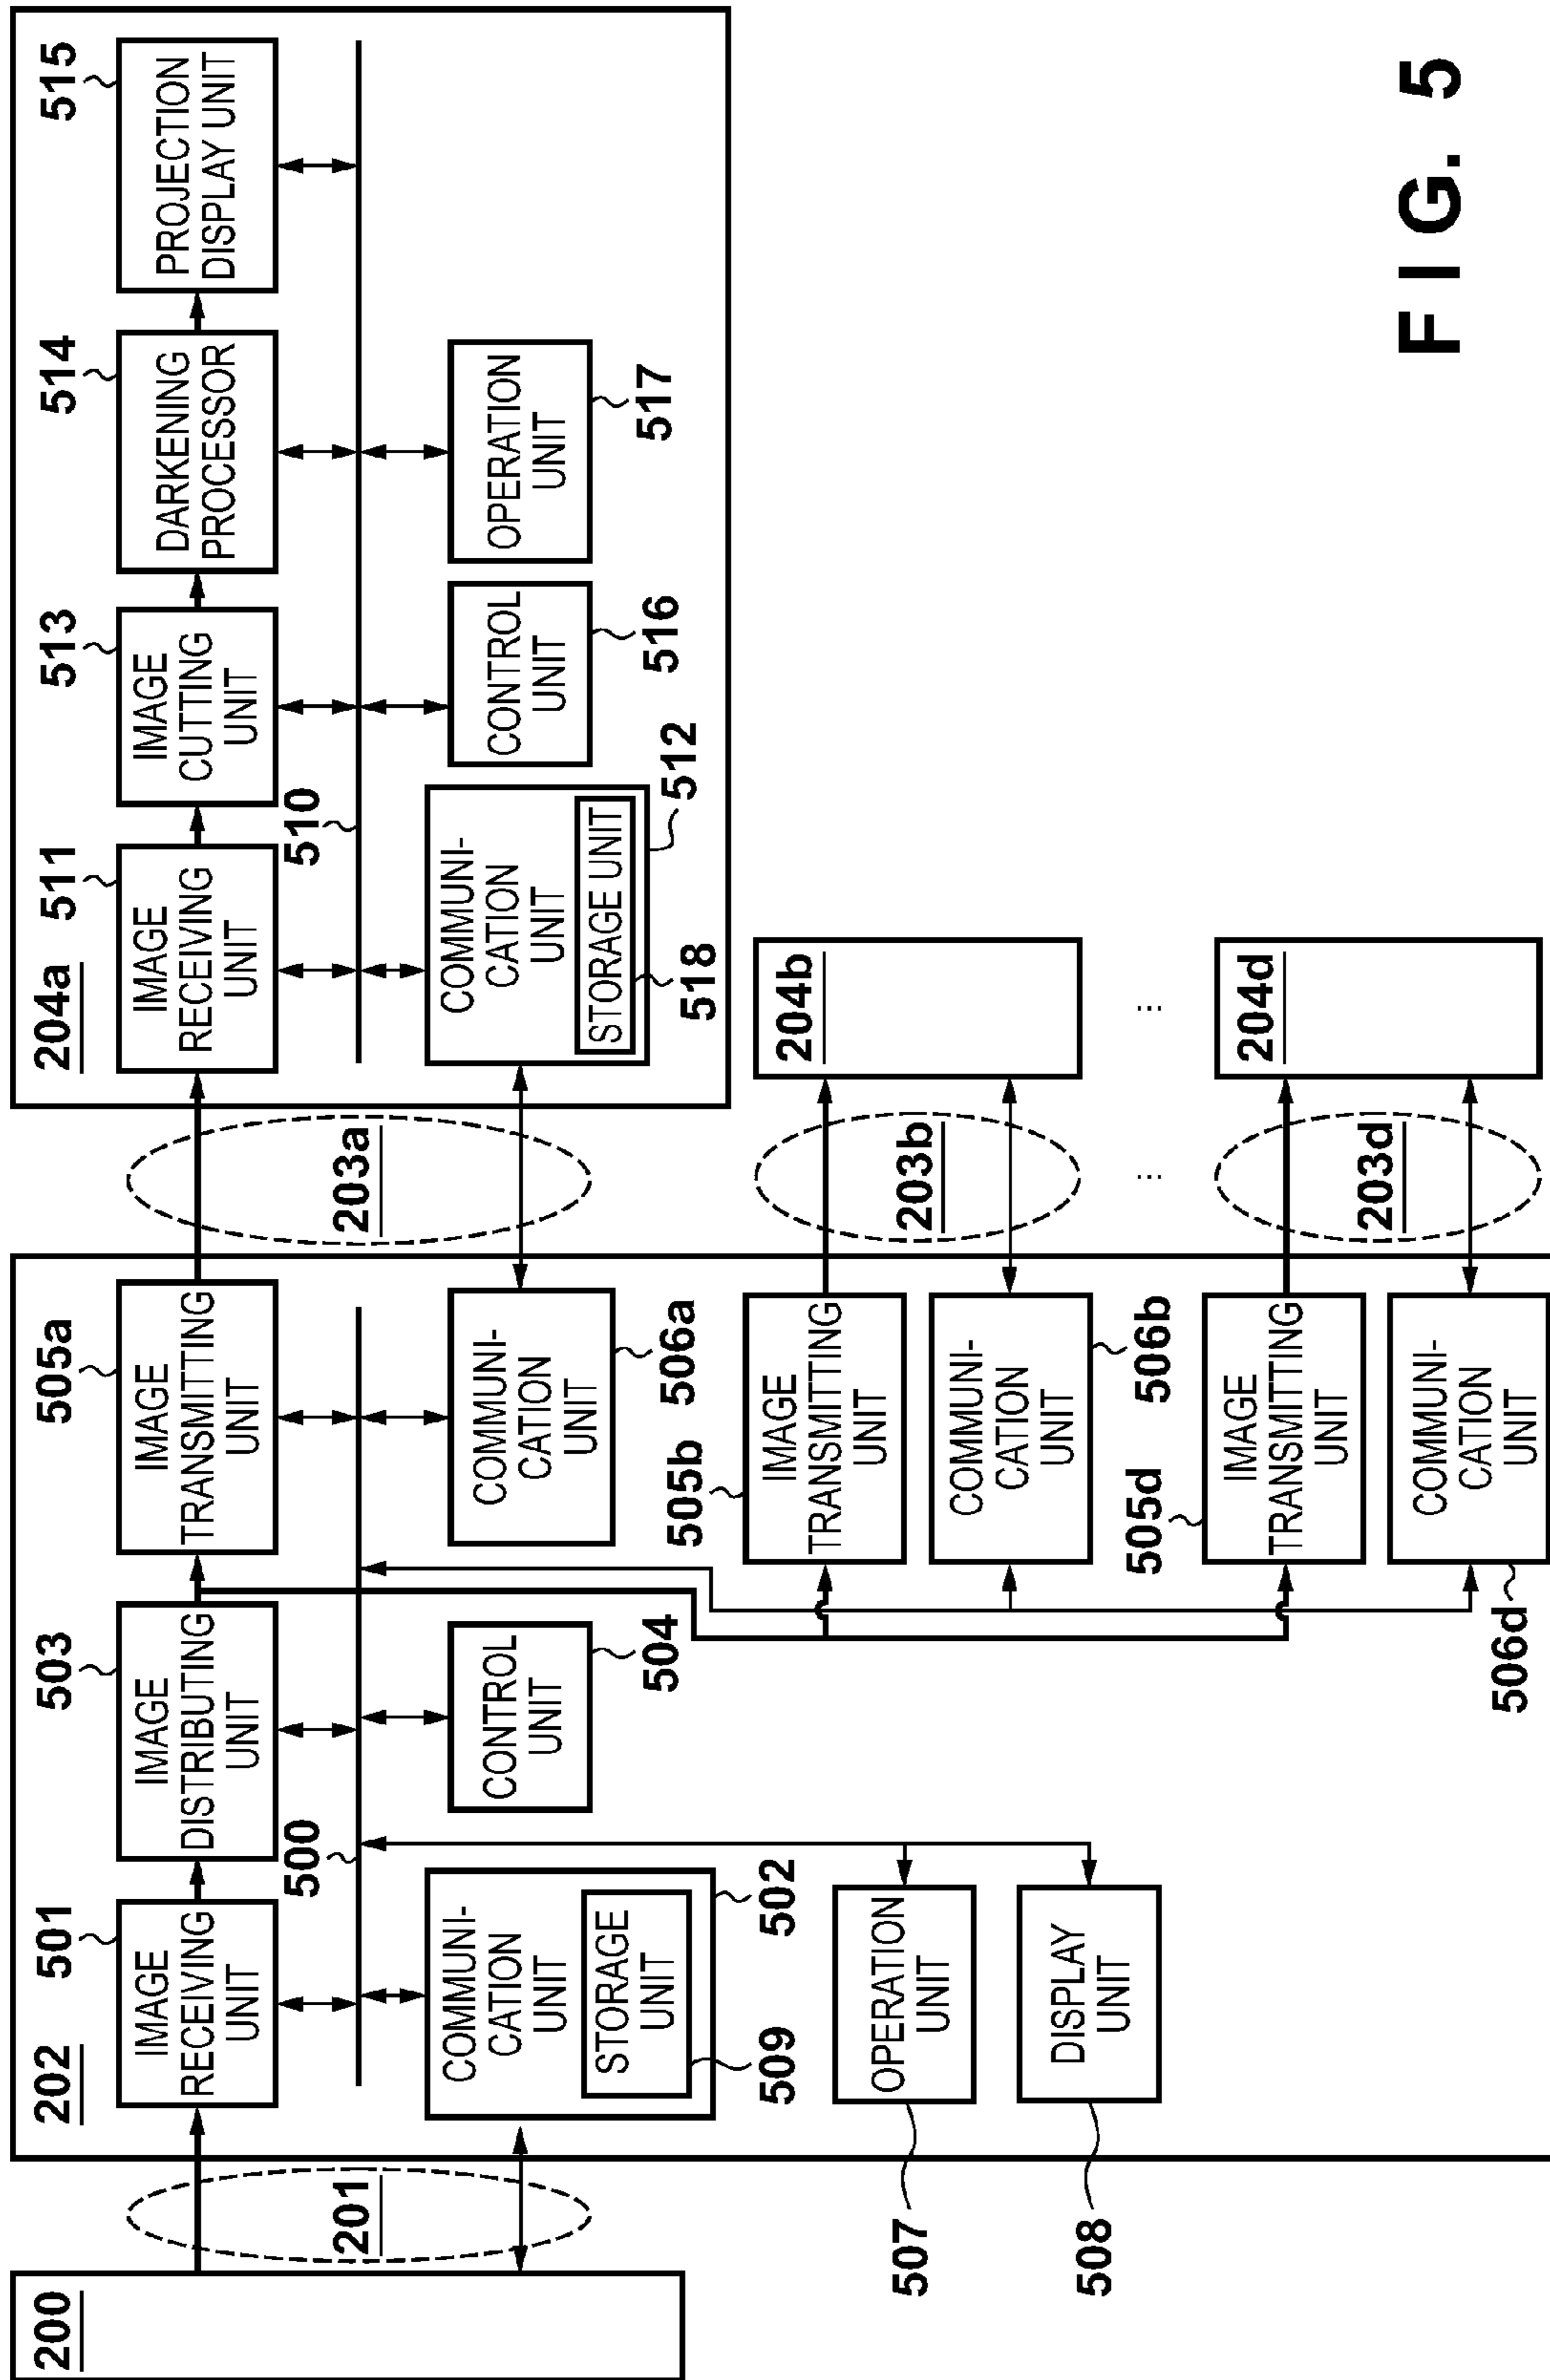 200
201
202
501
IMAGE
RECEIVING
UNIT
503
IMAGE
DISTRIBUTING
UNIT
505a
IMAGE
TRANSMITTING
UNIT
500
COMMUNI-
CATION
UNIT
STORAGE
UNIT
502
509
CONTROL
UNIT
504
COMMUNI-
CATION
UNIT
506a
OPERATION
UNIT
507
DISPLAY
UNIT
508
505b
IMAGE
TRANSMITTING
UNIT
COMMUNI-
CATION
UNIT
506b
505d
IMAGE
TRANSMITTING
UNIT
COMMUNI-
CATION
UNIT
506d
203a
203b
...
203d
204a
511
IMAGE
RECEIVING
UNIT
513
IMAGE
CUTTING
UNIT
514
DARKENING
PROCESSOR
515
PROJECTION
DISPLAY UNIT
510
COMMUNI-
CATION
UNIT
STORAGE UNIT
512
518
CONTROL
UNIT
516
OPERATION
UNIT
517
204b
...
204d
FIG. 5